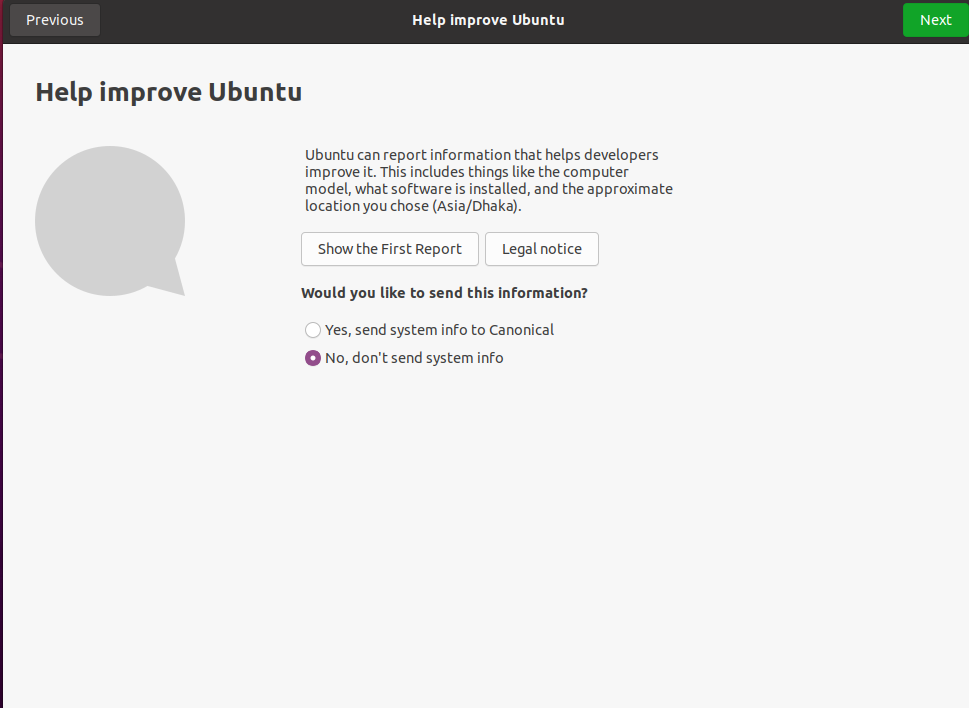 Previous
Help improve Ubuntu
Next
Help improve Ubuntu
Ubuntu can report information that helps developers
improve it. This includes things like the computer
model, what software is installed, and the approximate
location you chose (Asia/Dhaka).
Show the First Report
Legal notice
Would you like to send this information?
Yes, send system info to Canonical
No, don't send system info